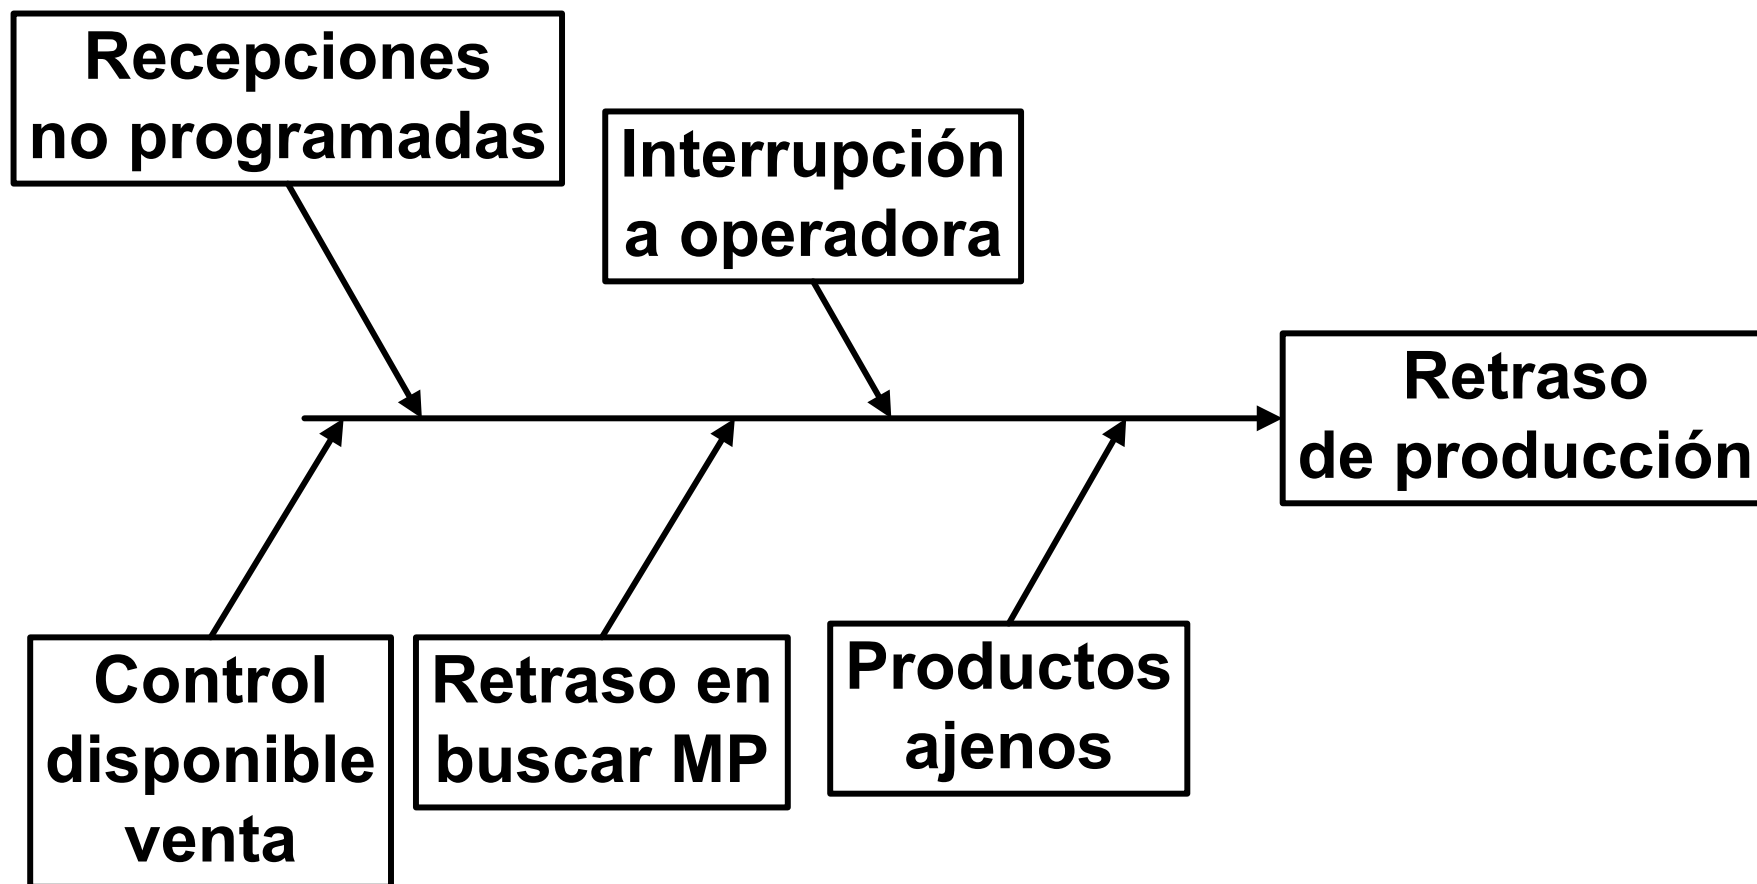 Recepciones
no programadas
Interrupción
a operadora
Retraso
de producción
Control
disponible
venta
Retraso en
buscar MP
Productos
ajenos